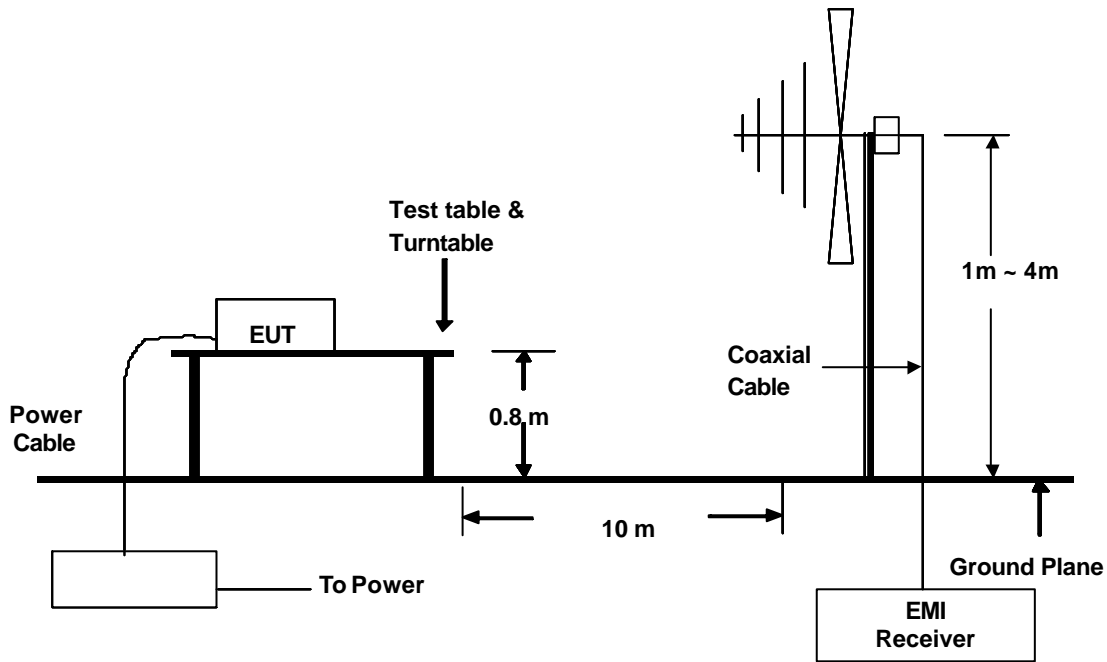 Test table &
Turntable
1m ~ 4m
EUT
Coaxial
Cable
0.8 m
Power
Cable
10 m
Ground Plane
To Power
EMI
Receiver